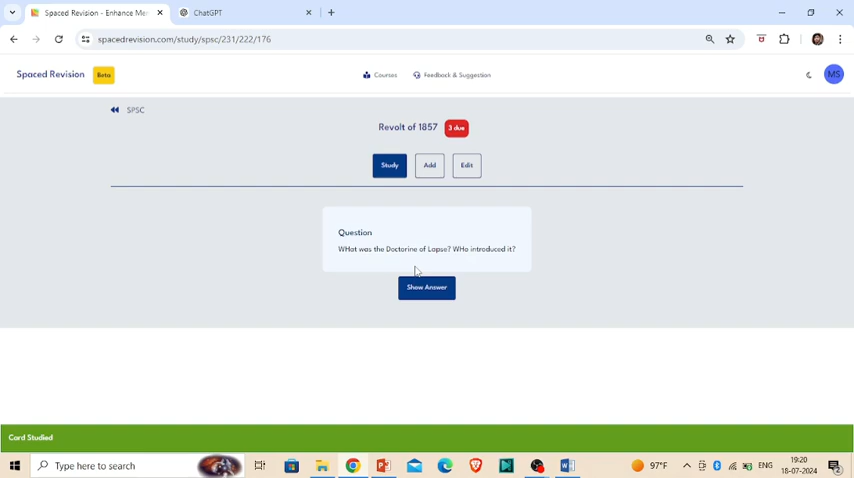 Spaced Revision - Enhance Me
ChatGPT
spacedrevision.com/study/spsc/231/222/176
Spaced Revision Beta Courses Feedback & Suggestion MS
SPSC
Revolt of 1857 3 due
Study Add Edit
Question
WHat was the Doctorine of Lapse? WHo introduced it?
Show Answer
Card Studied
Type here to search
97°F ENG 19:20
18-07-2024
2